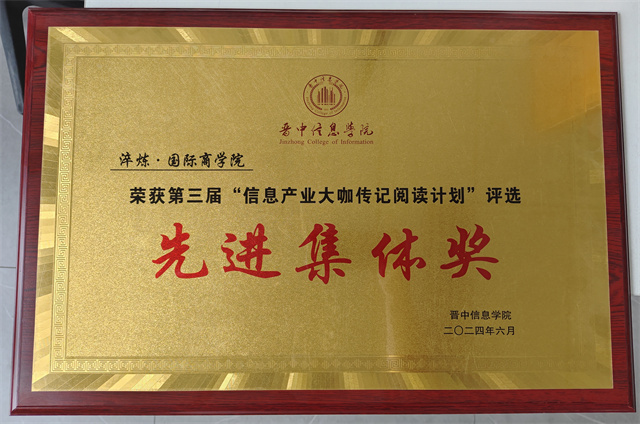 晋中信息学院
Jinzhong College of Information
淬炼·国际商学院
荣获第三届“信息产业大咖传记阅读计划”评选
先进集体奖
晋中信息学院
二〇二四年六月